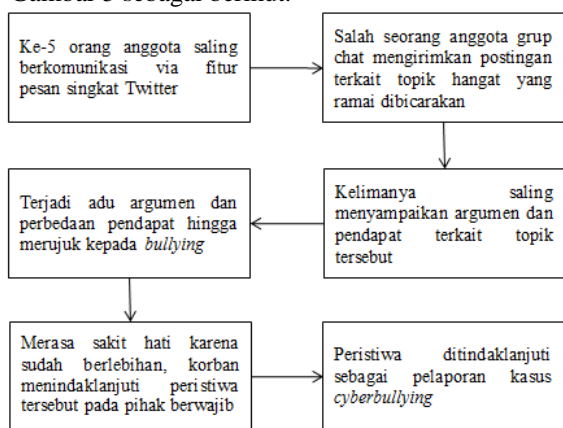 Gambar 5 sebagai berikut:
Ke-5 orang anggota saling
berkomunikasi via fitur
pesan singkat Twitter
Salah seorang anggota grup
chat mengirimkan postingan
terkait topik hangat yang
ramai dibicarakan
Kelimanya saling
menyampaikan argumen dan
pendapat terkait topik
tersebut
Terjadi adu argumen dan
perbedaan pendapat hingga
merujuk kepada bullying
Merasa sakit hati karena
sudah berlebihan, korban
menindaklanjuti peristiwa
tersebut pada pihak berwajib
Peristiwa ditindaklanjuti
sebagai pelaporan kasus
cyberbullying